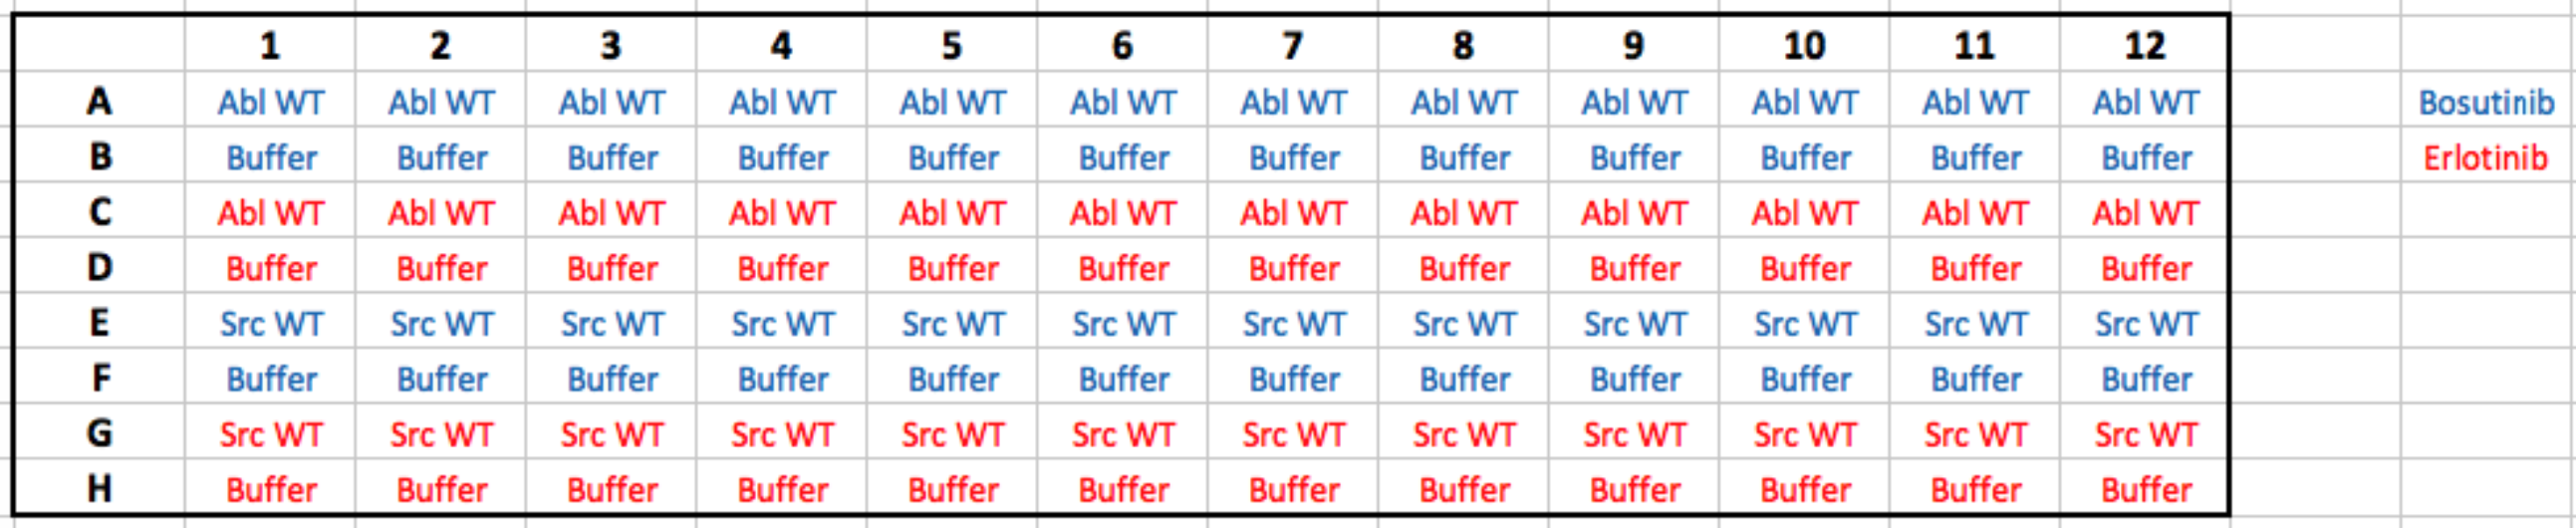 1 2 3 4 5 6 7 8 9 10 11 12
A Abl WT Abl WT Abl WT Abl WT Abl WT Abl WT Abl WT Abl WT Abl WT Abl WT Abl WT Abl WT Bosutinib
B Buffer Buffer Buffer Buffer Buffer Buffer Buffer Buffer Buffer Buffer Buffer Buffer Erlotinib
C Abl WT Abl WT Abl WT Abl WT Abl WT Abl WT Abl WT Abl WT Abl WT Abl WT Abl WT Abl WT
D Buffer Buffer Buffer Buffer Buffer Buffer Buffer Buffer Buffer Buffer Buffer Buffer
E Src WT Src WT Src WT Src WT Src WT Src WT Src WT Src WT Src WT Src WT Src WT Src WT
F Buffer Buffer Buffer Buffer Buffer Buffer Buffer Buffer Buffer Buffer Buffer Buffer
G Src WT Src WT Src WT Src WT Src WT Src WT Src WT Src WT Src WT Src WT Src WT Src WT
H Buffer Buffer Buffer Buffer Buffer Buffer Buffer Buffer Buffer Buffer Buffer Buffer